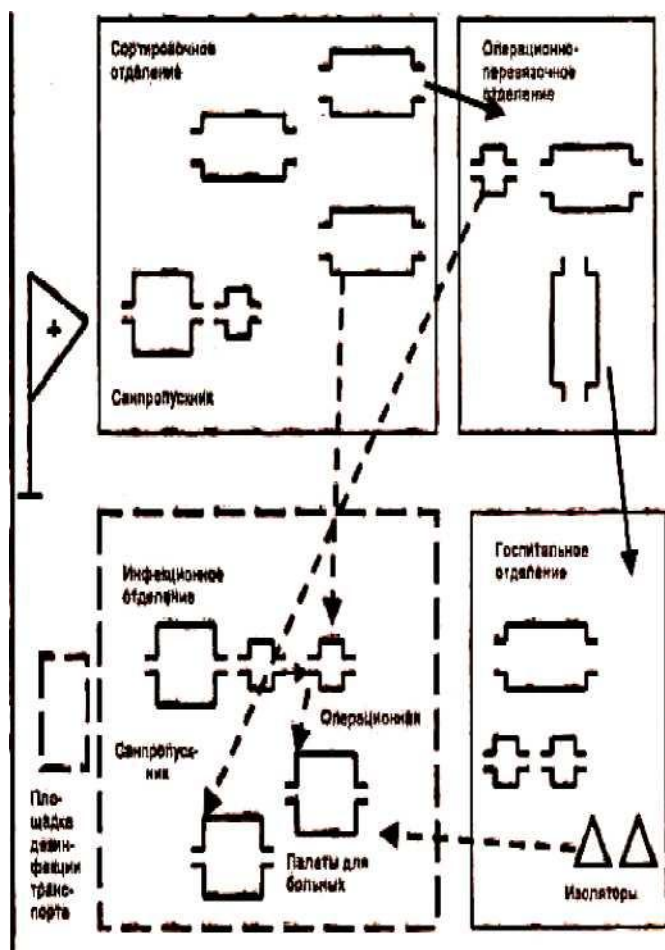 Сортировочное
отделение
Операционно-
перевязочное
отделение
+
Санпропускник
Инфекционное
отделение
Госпитальное
отделение
Операционная
Санпропуск-
ник
Пло-
щадка
дезин-
фекции
транс-
порта
Палаты для
больных
Изоляторы